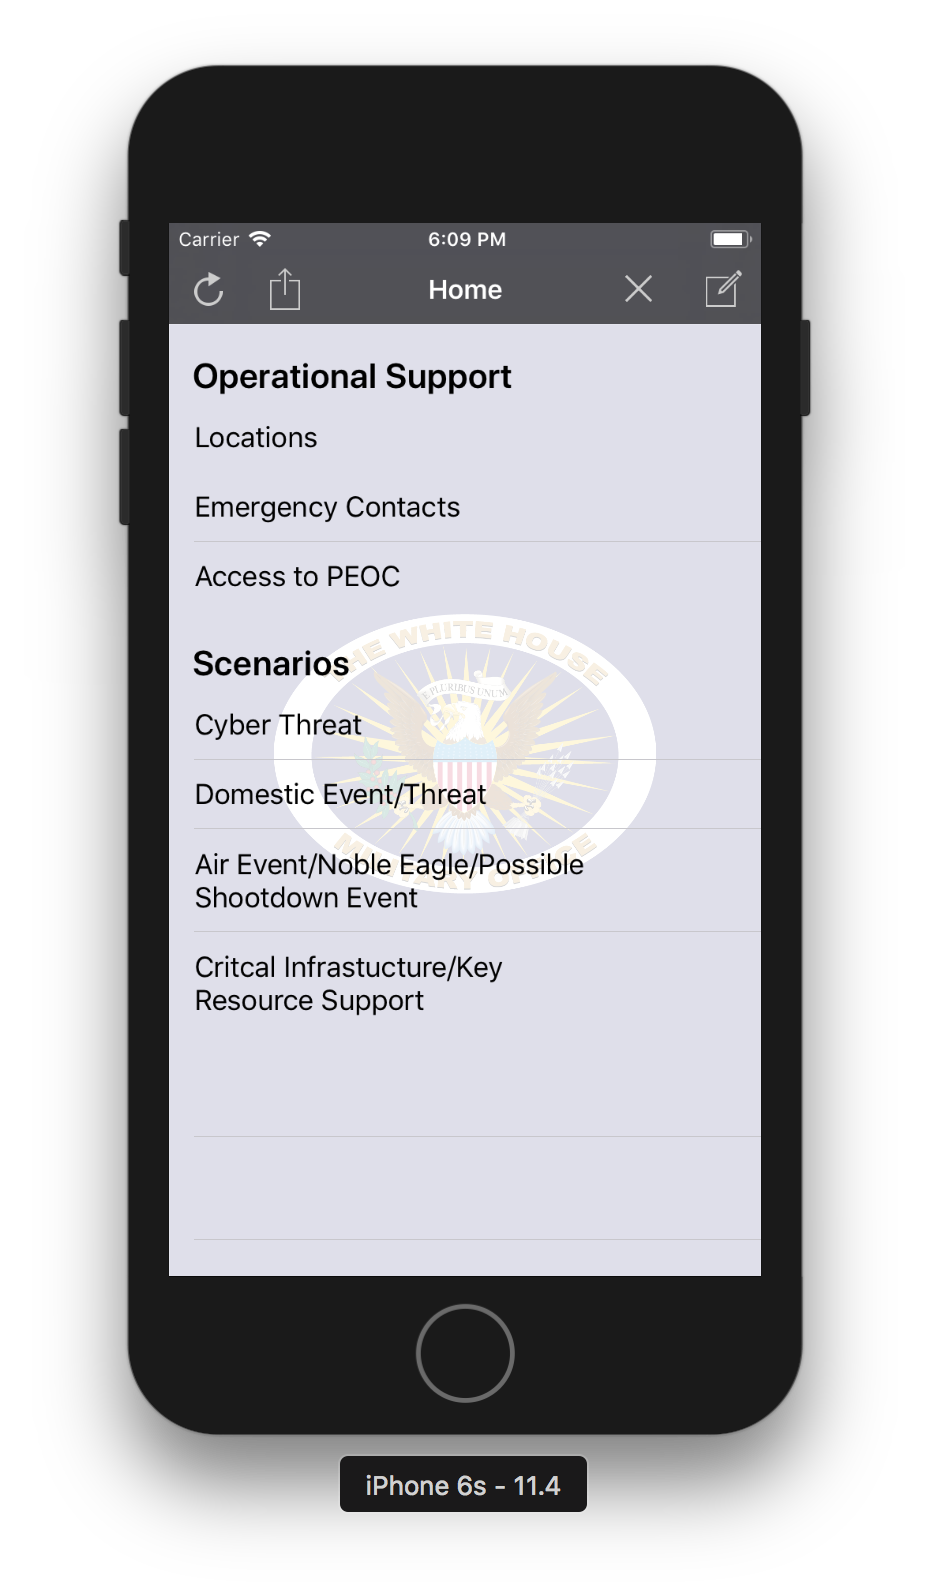 Carrier 6:09 PM
Home
Operational Support
Locations
Emergency Contacts
Access to PEOC
THE WHITE HOUSE
E PLURIBUS UNUM
Scenarios
Cyber Threat
Domestic Event/Threat
Air Event/Noble Eagle/Possible
Shootdown Event
MILITARY OFFICE
Critcal Infrastucture/Key
Resource Support
iPhone 6s - 11.4